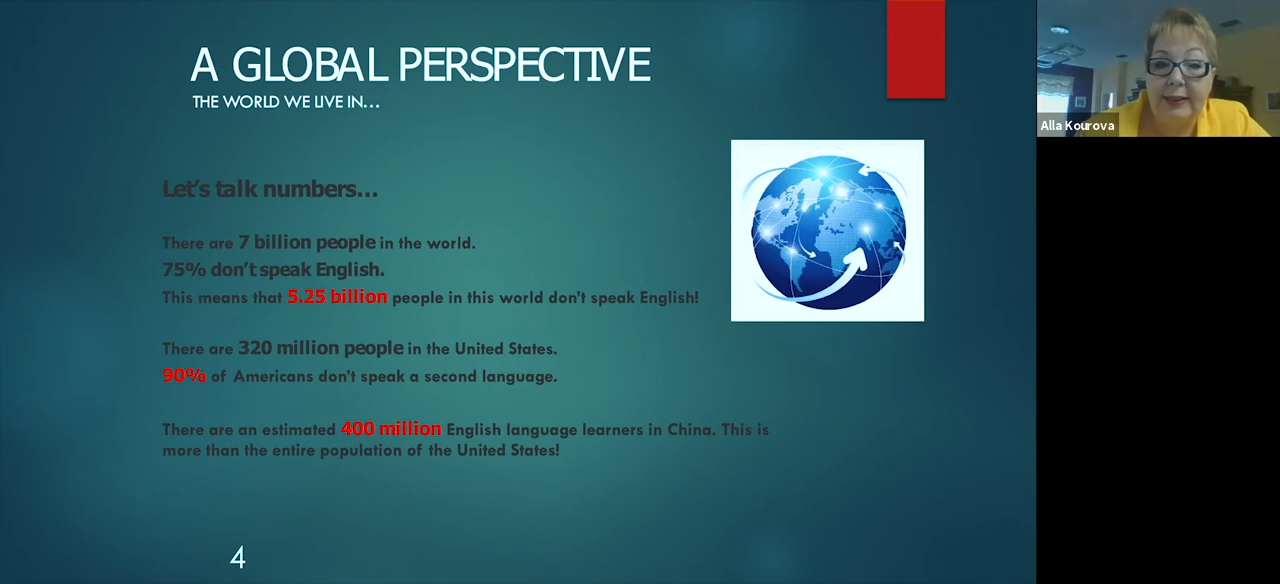 A GLOBAL PERSPECTIVE
THE WORLD WE LIVE IN...
Let's talk numbers...
There are 7 billion people in the world.
75% don't speak English.
This means that 5.25 billion people in this world don't speak English!
There are 320 million people in the United States.
90% of Americans don't speak a second language.
There are an estimated 400 million English language learners in China. This is
more than the entire population of the United States!
4
Alla Kourova